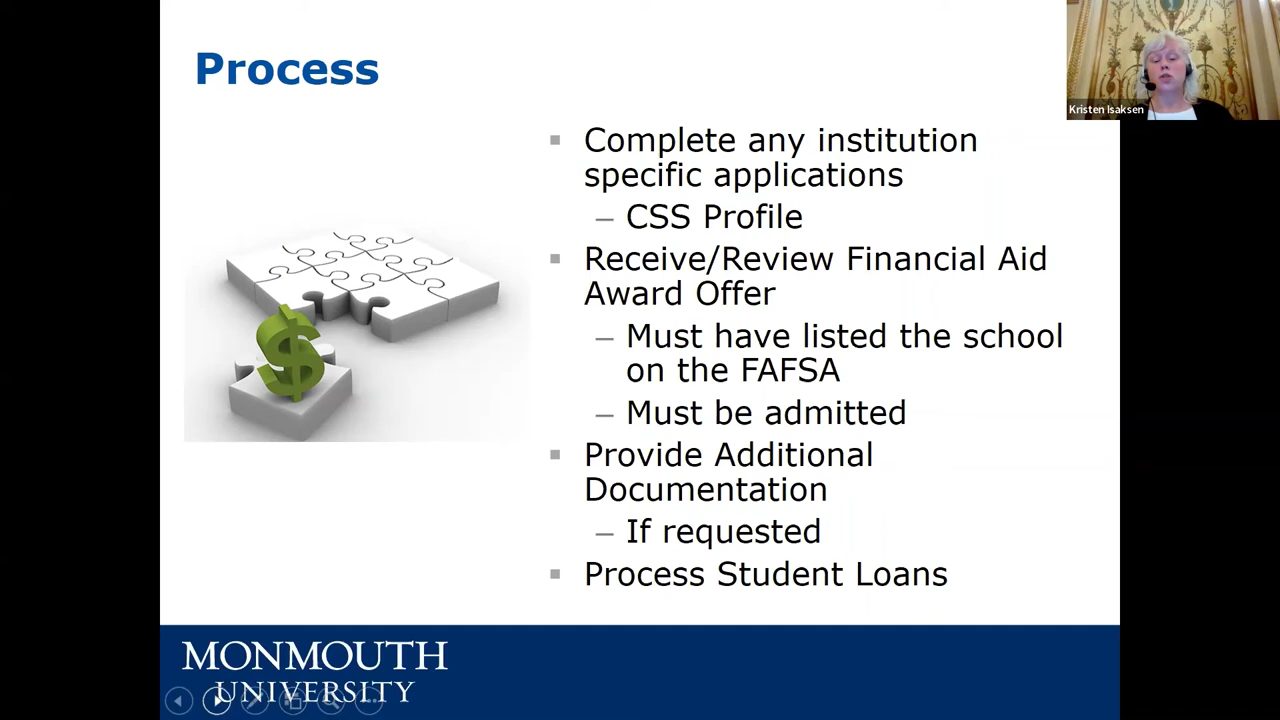 Process
Kristen Isaksen
Complete any institution
specific applications
– CSS Profile
Receive/Review Financial Aid
Award Offer
– Must have listed the school
on the FAFSA
– Must be admitted
Provide Additional
Documentation
– If requested
Process Student Loans
MONMOUTH
UNIVERSITY